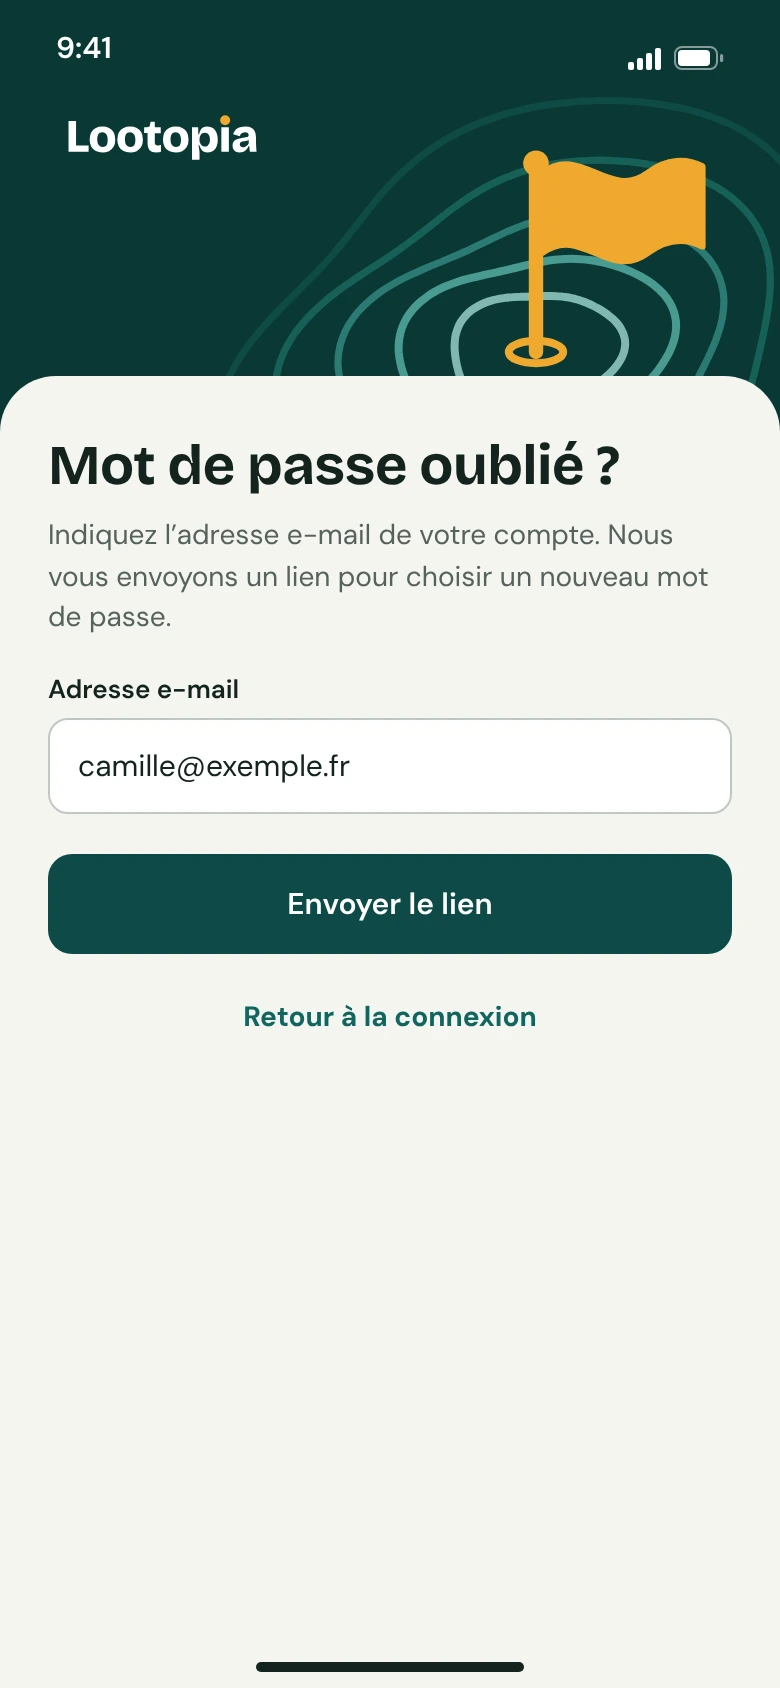 9:41
Lootopia
Mot de passe oublié ?
Indiquez l’adresse e-mail de votre compte. Nous
vous envoyons un lien pour choisir un nouveau mot
de passe.
Adresse e-mail
camille@exemple.fr
Envoyer le lien
Retour à la connexion